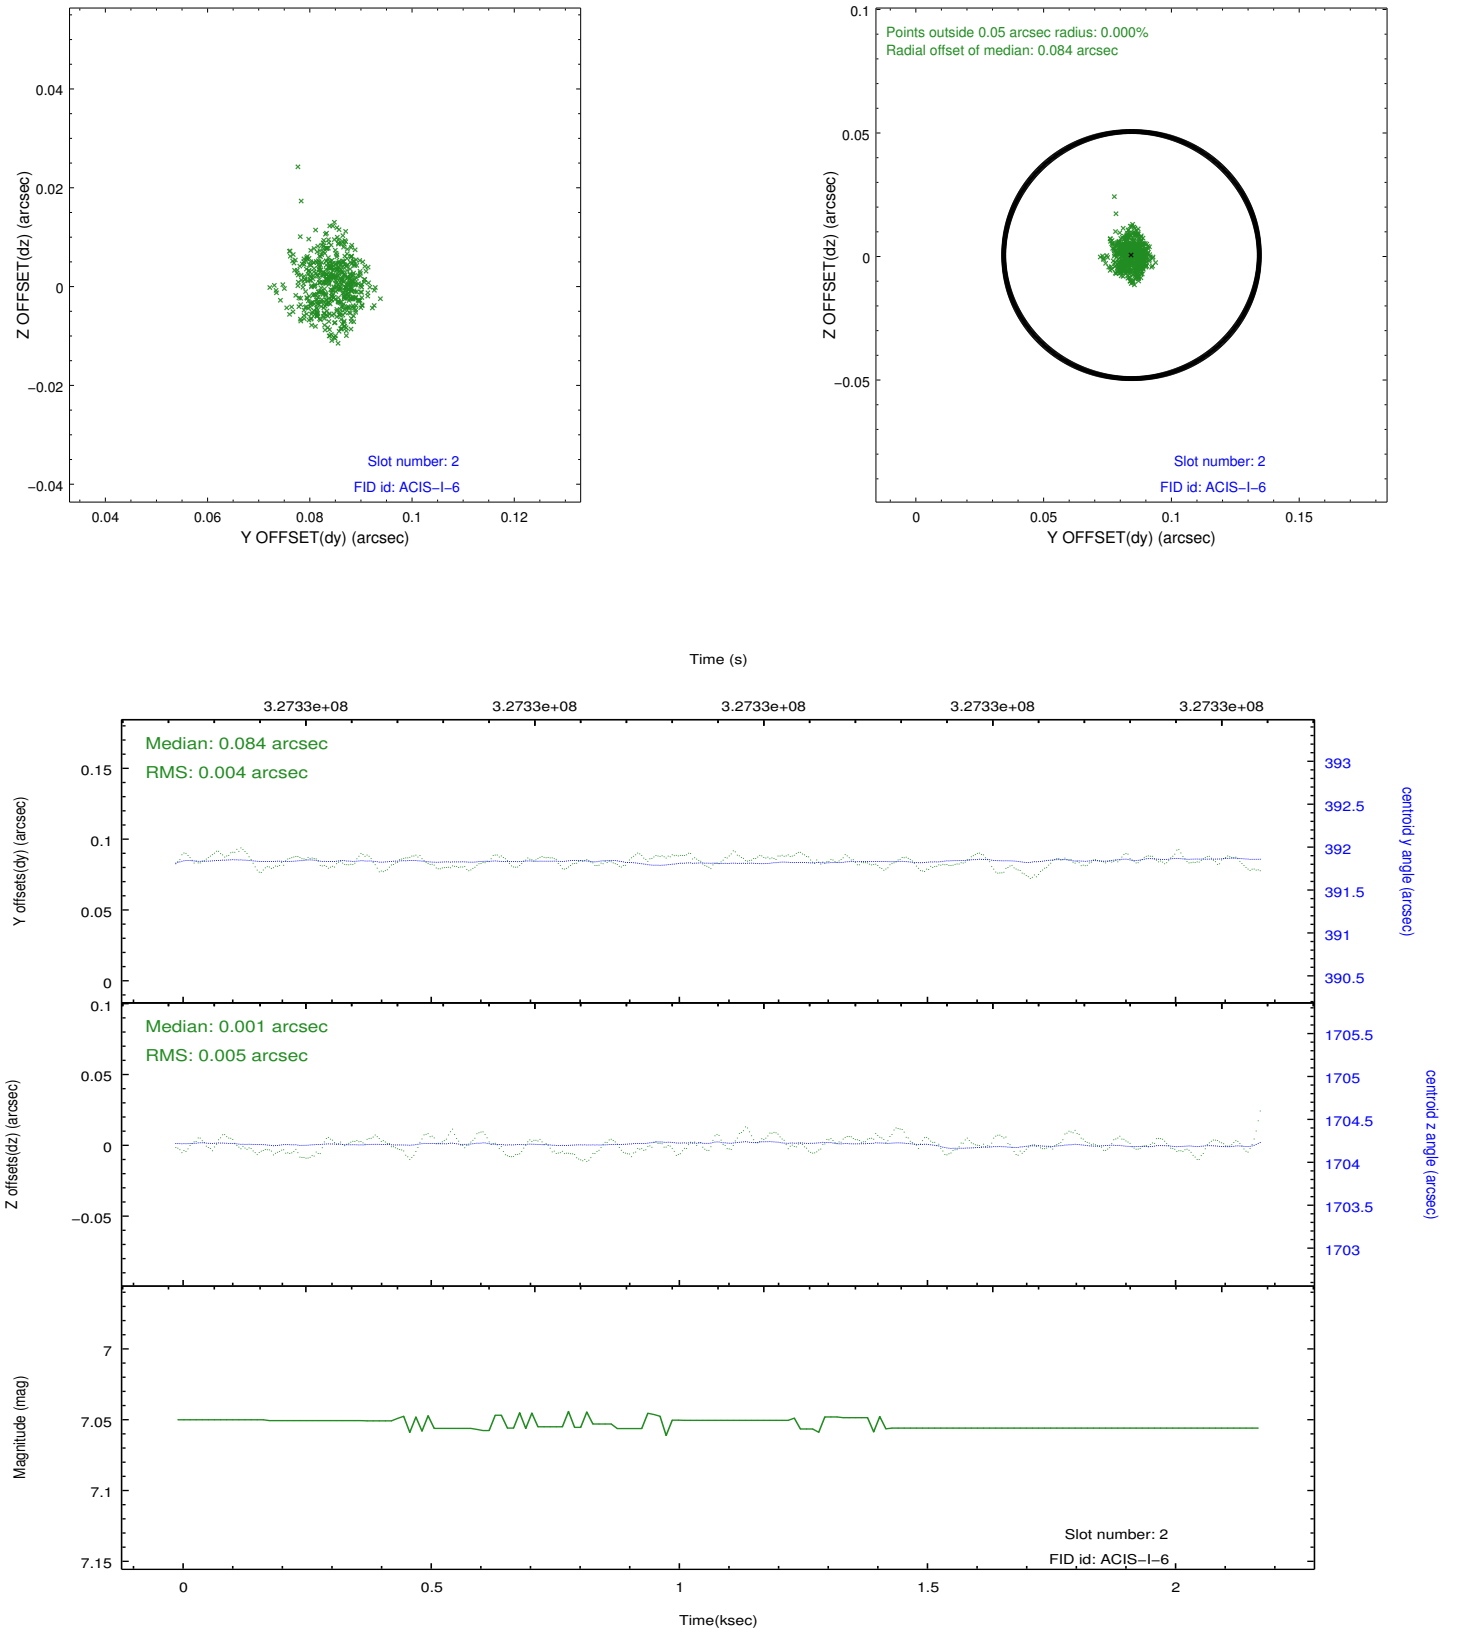 0.04
0.02
0
−0.02
−0.04
Z OFFSET(dz) (arcsec)
Slot number: 2
FID id: ACIS−I−6
0.04 0.06 0.08 0.1 0.12
Y OFFSET(dy) (arcsec)
Points outside 0.05 arcsec radius: 0.000%
Radial offset of median: 0.084 arcsec
0.1
0.05
0
−0.05
Z OFFSET(dz) (arcsec)
Slot number: 2
FID id: ACIS−I−6
0 0.05 0.1 0.15
Y OFFSET(dy) (arcsec)
Time (s)
3.2733e+08 3.2733e+08 3.2733e+08 3.2733e+08 3.2733e+08
Median: 0.084 arcsec
RMS: 0.004 arcsec
0.15
0.1
0.05
0
Y offsets(dy) (arcsec)
393
392.5
392
391.5
391
390.5
centroid y angle (arcsec)
Median: 0.001 arcsec
RMS: 0.005 arcsec
0.1
0.05
0
−0.05
Z offsets(dz) (arcsec)
1705.5
1705
1704.5
1704
1703.5
1703
centroid z angle (arcsec)
7
7.05
7.1
7.15
Magnitude (mag)
Slot number: 2
FID id: ACIS−I−6
0 0.5 1 1.5 2
Time(ksec)